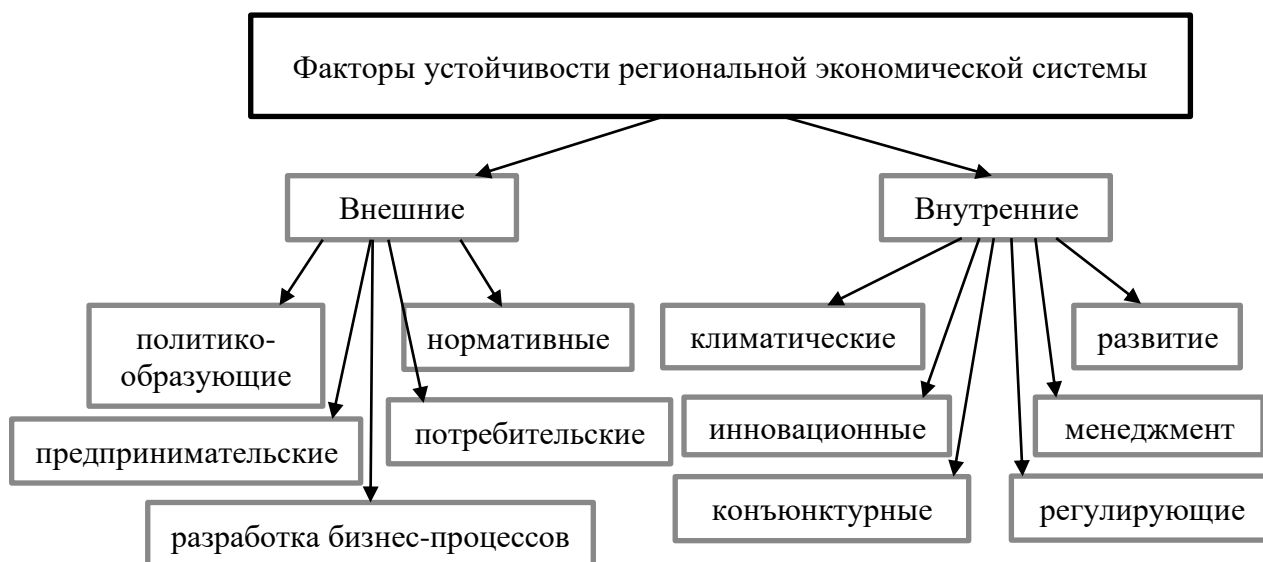 Факторы устойчивости региональной экономической системы
Внешние
Внутренние
политико-
образующие
нормативные
климатические
развитие
предпринимательские
потребительские
инновационные
менеджмент
разработка бизнес-процессов
конъюнктурные
регулирующие